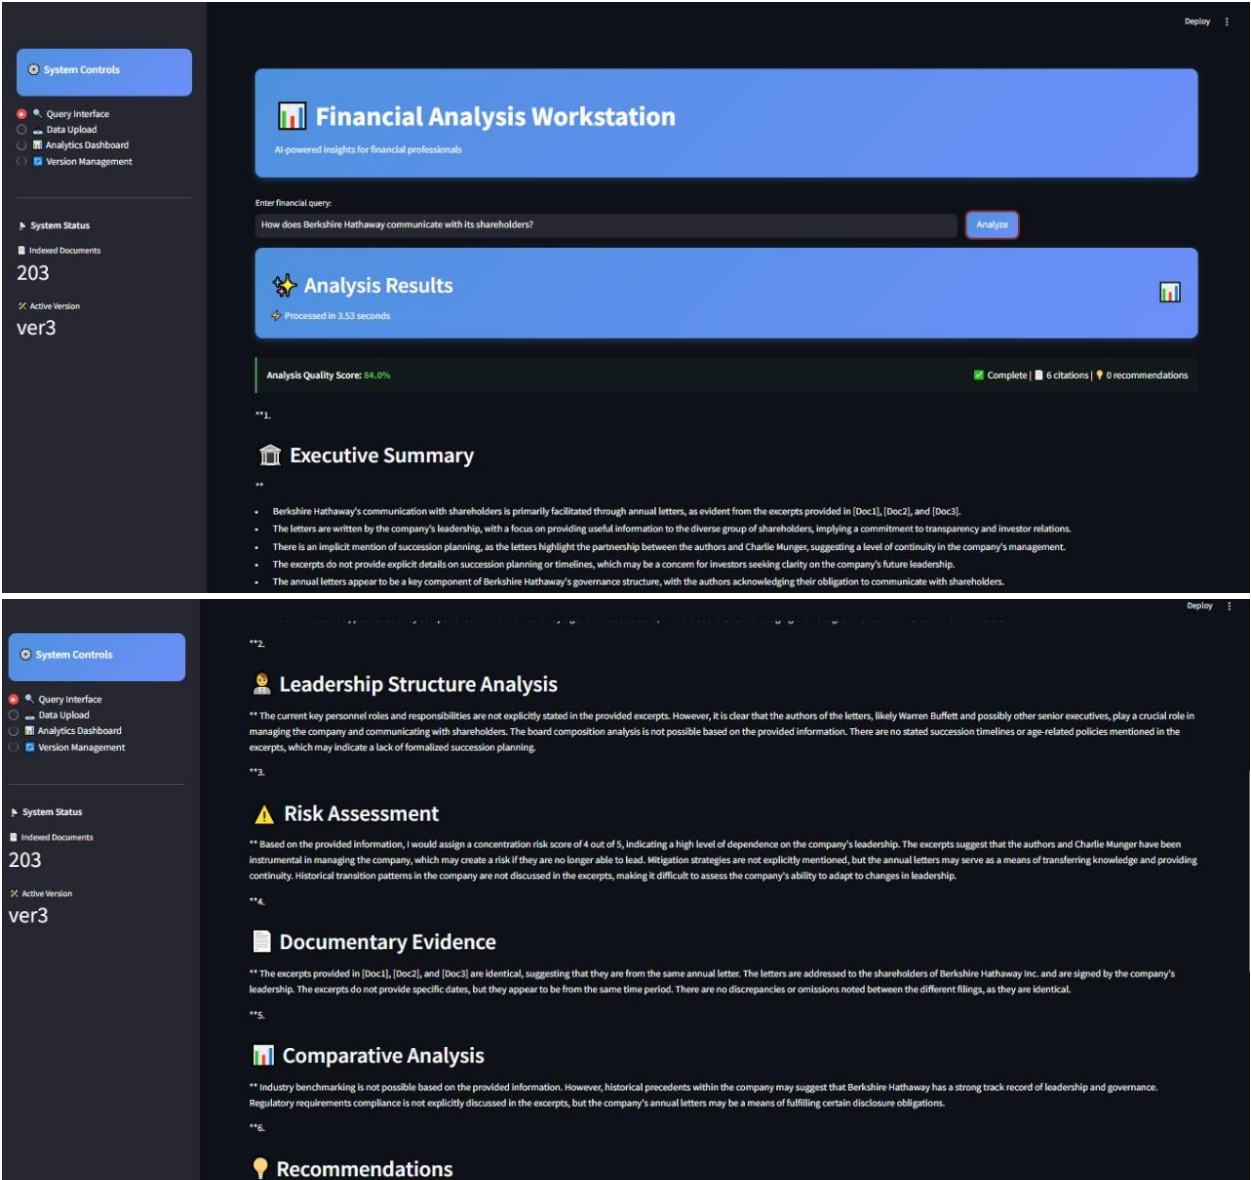 Deploy
System Controls
Query Interface
Data Upload
Analytics Dashboard
Version Management
System Status
Indexed Documents
203
Active Version
ver3
Financial Analysis Workstation
AI-powered insights for financial professionals
Enter financial query:
How does Berkshire Hathaway communicate with its shareholders?
Analyze
Analysis Results
Processed in 3.53 seconds
Analysis Quality Score: 84.0%
Complete | 6 citations | 0 recommendations
**1.
Executive Summary
**
• Berkshire Hathaway's communication with shareholders is primarily facilitated through annual letters, as evident from the excerpts provided in [Doc1], [Doc2], and [Doc3].
• The letters are written by the company's leadership, with a focus on providing useful information to the diverse group of shareholders, implying a commitment to transparency and investor relations.
• There is an implicit mention of succession planning, as the letters highlight the partnership between the authors and Charlie Munger, suggesting a level of continuity in the company's management.
• The excerpts do not provide explicit details on succession planning or timelines, which may be a concern for investors seeking clarity on the company's future leadership.
• The annual letters appear to be a key component of Berkshire Hathaway's governance structure, with the authors acknowledging their obligation to communicate with shareholders.
Deploy
System Controls
Query Interface
Data Upload
Analytics Dashboard
Version Management
System Status
Indexed Documents
203
Active Version
ver3
**2.
Leadership Structure Analysis
** The current key personnel roles and responsibilities are not explicitly stated in the provided excerpts. However, it is clear that the authors of the letters, likely Warren Buffett and possibly other senior executives, play a crucial role in
managing the company and communicating with shareholders. The board composition analysis is not possible based on the provided information. There are no stated succession timelines or age-related policies mentioned in the
excerpts, which may indicate a lack of formalized succession planning.
**3.
Risk Assessment
** Based on the provided information, I would assign a concentration risk score of 4 out of 5, indicating a high level of dependence on the company's leadership. The excerpts suggest that the authors and Charlie Munger have been
instrumental in managing the company, which may create a risk if they are no longer able to lead. Mitigation strategies are not explicitly mentioned, but the annual letters may serve as a means of transferring knowledge and providing
continuity. Historical transition patterns in the company are not discussed in the excerpts, making it difficult to assess the company's ability to adapt to changes in leadership.
**4.
Documentary Evidence
** The excerpts provided in [Doc1], [Doc2], and [Doc3] are identical, suggesting that they are from the same annual letter. The letters are addressed to the shareholders of Berkshire Hathaway Inc. and are signed by the company's
leadership. The excerpts do not provide specific dates, but they appear to be from the same time period. There are no discrepancies or omissions noted between the different filings, as they are identical.
**5.
Comparative Analysis
** Industry benchmarking is not possible based on the provided information. However, historical precedents within the company may suggest that Berkshire Hathaway has a strong track record of leadership and governance.
Regulatory requirements compliance is not explicitly discussed in the excerpts, but the company's annual letters may be a means of fulfilling certain disclosure obligations.
**6.
Recommendations